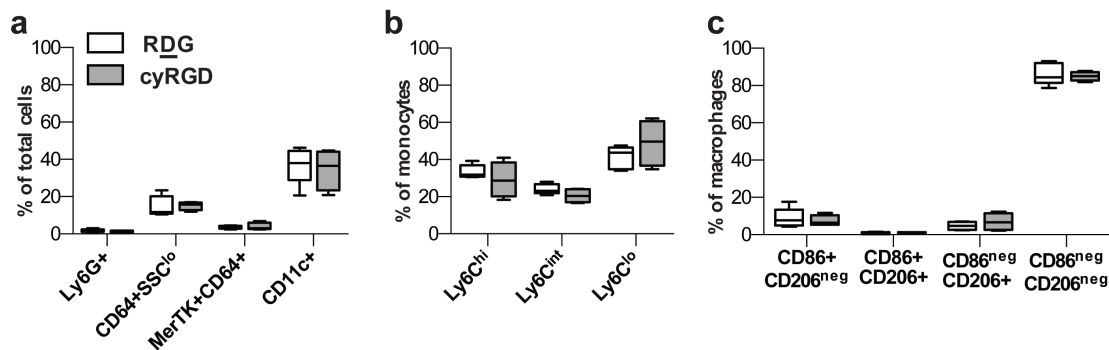 a
R̲D̲G
cyRGD
% of total cells
100
80
60
40
20
0
Ly6G+
CD64+SSClo
MerTK+CD64+
CD11c+
b
% of monocytes
100
80
60
40
20
0
Ly6Chi
Ly6Cint
Ly6Clo
c
% of macrophages
100
80
60
40
20
0
CD86+
CD206neg
CD86+
CD206+
CD86neg
CD206+
CD86neg
CD206neg